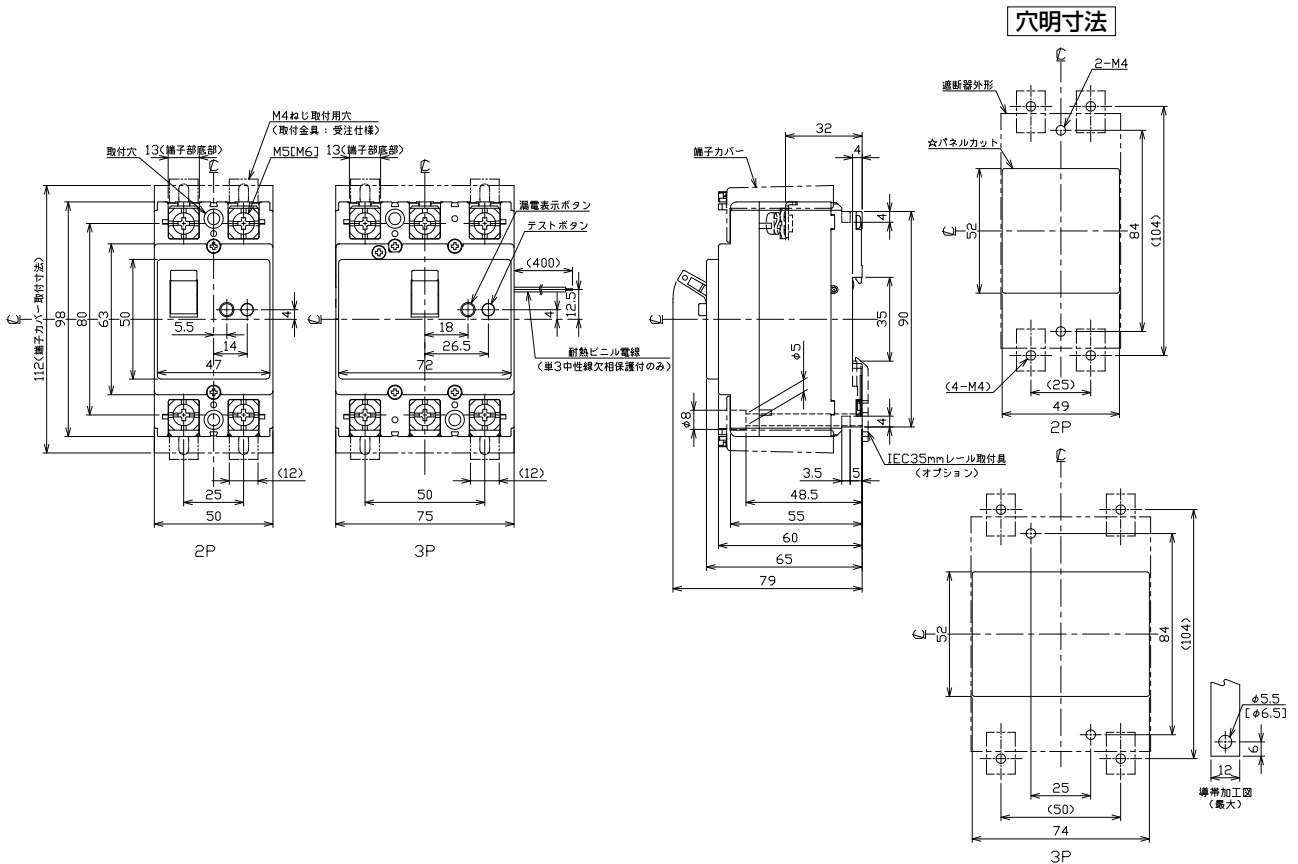 穴明寸法
℄
2-M4
遮断器外形
☆パネルカット
52
℄
84
(104)
(4-M4)
(25)
49
2P
M4ねじ取付用穴
(取付金具：受注仕様)
取付穴
13(端子部底部)
M5[M6]
℄
112(端子カバー取付寸法)
98
80
63
50
℄
5.5
14
47
4
(12)
25
50
2P
13(端子部底部)
℄
漏電表示ボタン
テストボタン
(400)
12.5
4
℄
18
26.5
72
耐熱ビニル電線
(単3中性線欠相保護付のみ)
(12)
50
75
3P
端子カバー
32
4
4
℄
35
90
φ5
φ8
4
IEC35mmレール取付具
(オプション)
3.5
5
48.5
55
60
65
79
℄
52
℄
84
(104)
25
(50)
74
3P
φ5.5
[φ6.5]
6
12
導帯加工図
(最大)